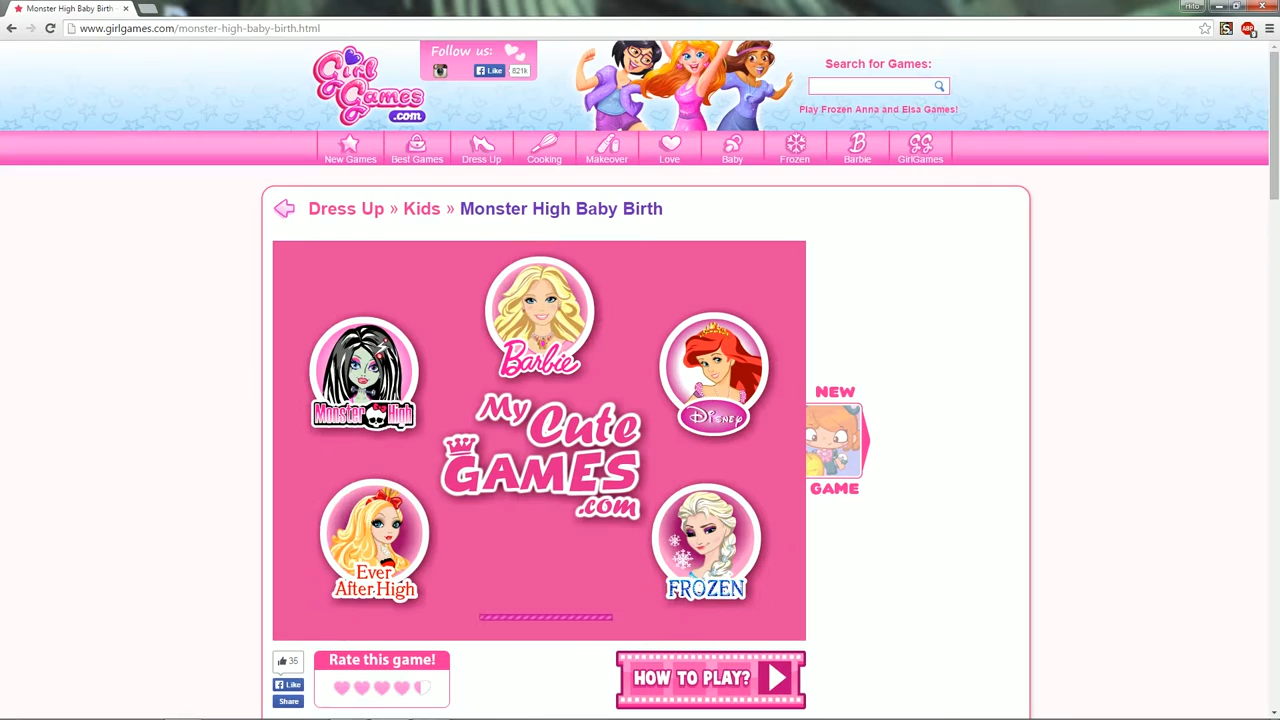 Monster High Baby Birth -
Hito
www.girlgames.com/monster-high-baby-birth.html
Girl
Games
.com
Follow us:
Like
821k
Search for Games:
Play Frozen Anna and Elsa Games!
New Games
Best Games
Dress Up
Cooking
Makeover
Love
Baby
Frozen
Barbie
GirlGames
Dress Up » Kids » Monster High Baby Birth
Barbie
Monster High
Disney
My Cute
GAMES
.com
Ever
After High
FROZEN
NEW
GAME
35
Like
Share
Rate this game!
HOW TO PLAY?